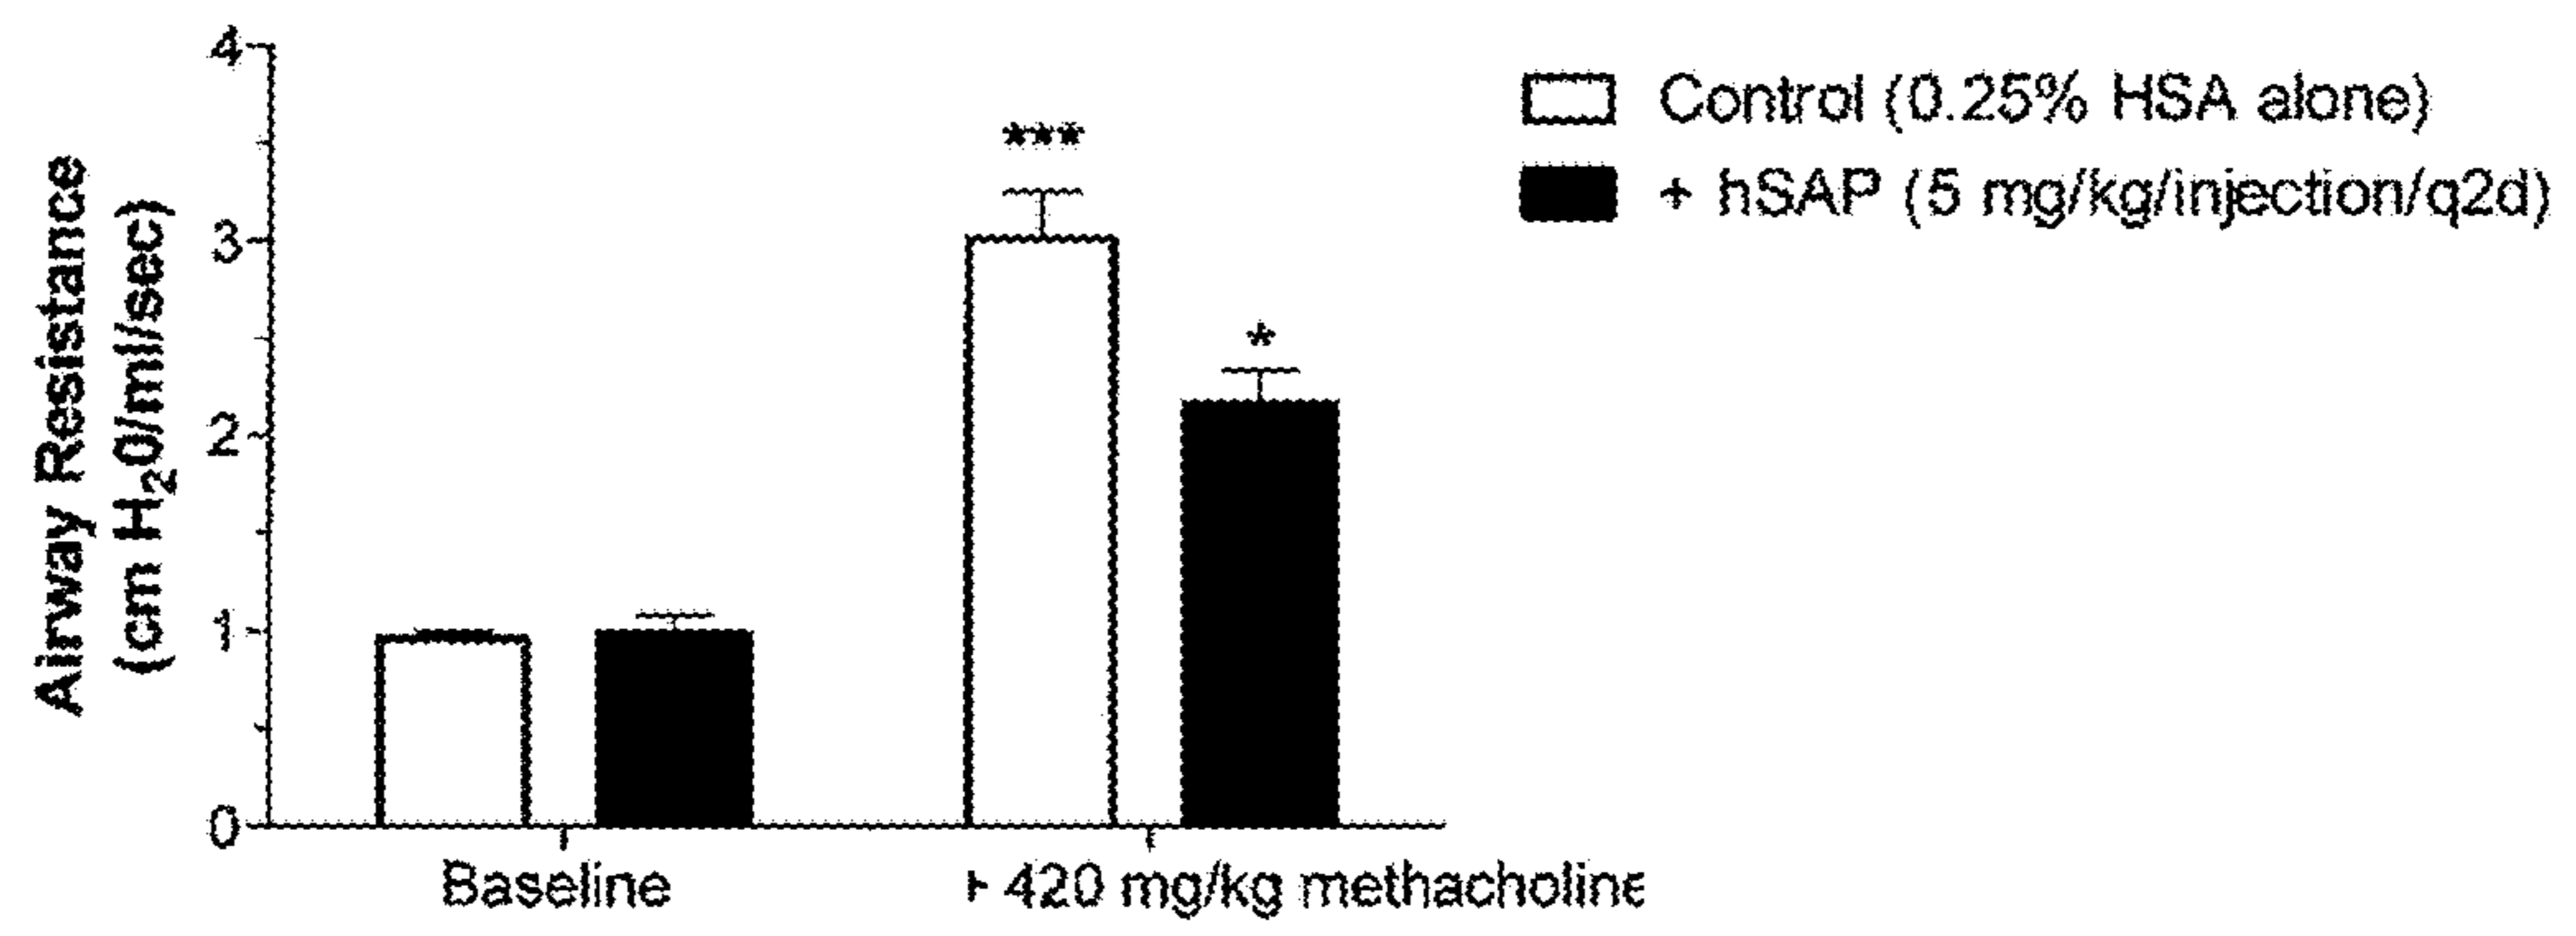 Airway Resistance
(cm H₂0/ml/sec)
4
3
2
1
0
***
*
Baseline
+ 420 mg/kg methacholine
Control (0.25% HSA alone)
+ hSAP (5 mg/kg/injection/q2d)